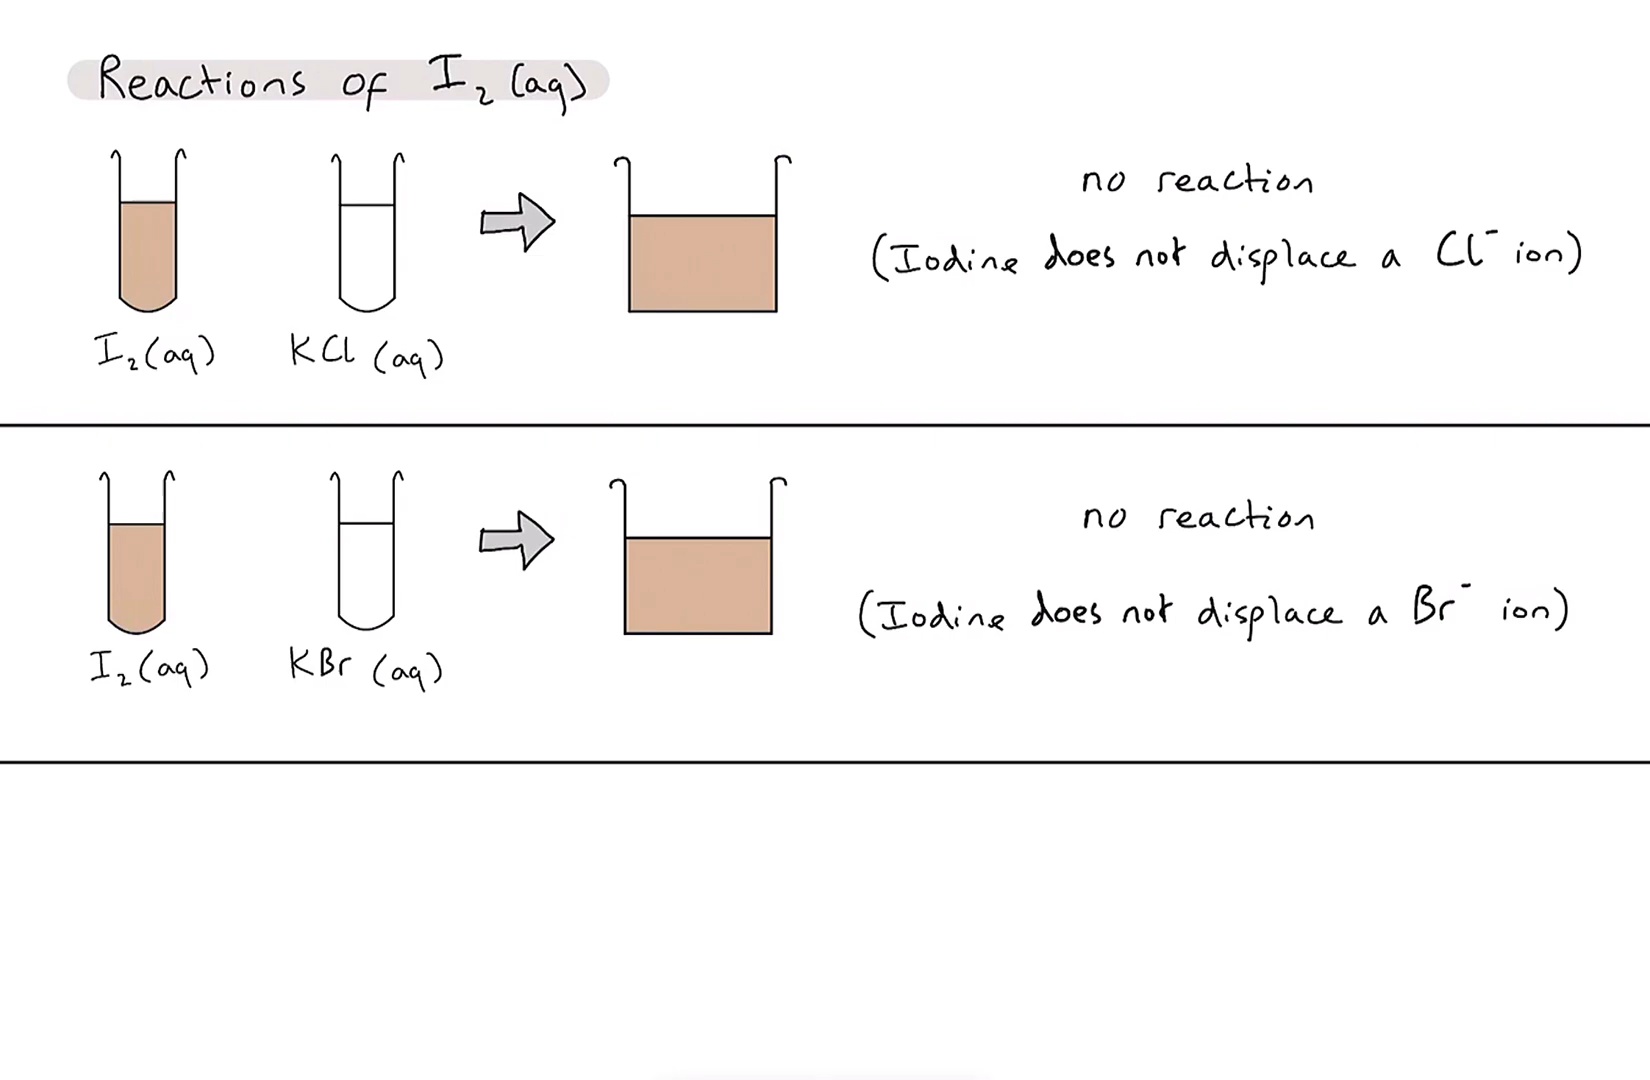 Reactions of I₂ (aq)
no reaction
(Iodine does not displace a Cl⁻ ion)
I₂ (aq) KCl (aq)
no reaction
(Iodine does not displace a Br⁻ ion)
I₂ (aq) KBr (aq)